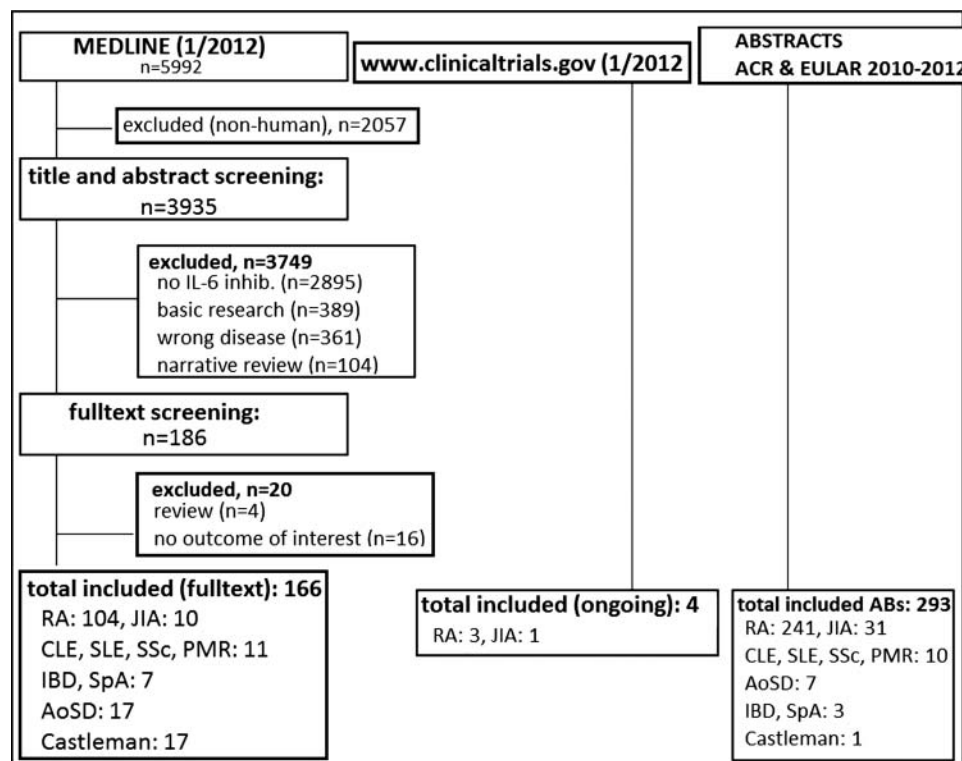 MEDLINE (1/2012)
n=5992
www.clinicaltrials.gov (1/2012
ABSTRACTS
ACR & EULAR 2010-2012
excluded (non-human), n=2057
title and abstract screening:
n=3935
excluded, n=3749
no IL-6 inhib. (n=2895)
basic research (n=389)
wrong disease (n=361)
narrative review (n=104)
fulltext screening:
n=186
excluded, n=20
review (n=4)
no outcome of interest (n=16)
total included (fulltext): 166
RA: 104, JIA: 10
CLE, SLE, SSc, PMR: 11
IBD, SpA: 7
AoSD: 17
Castleman: 17
total included (ongoing): 4
RA: 3, JIA: 1
total included ABs: 293
RA: 241, JIA: 31
CLE, SLE, SSc, PMR: 10
AoSD: 7
IBD, SpA: 3
Castleman: 1